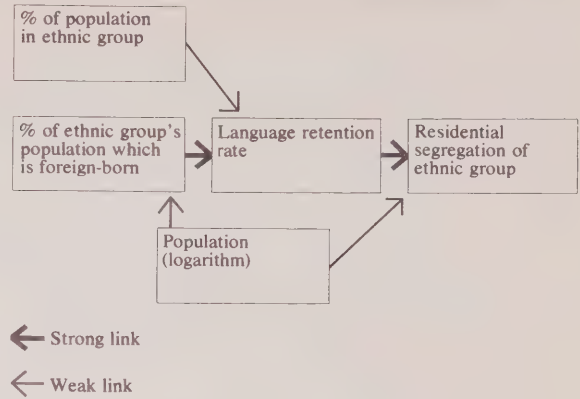 % of population
in ethnic group
% of ethnic group's
population which
is foreign-born
Language retention
rate
Residential
segregation of
ethnic group
Population
(logarithm)
Strong link
Weak link